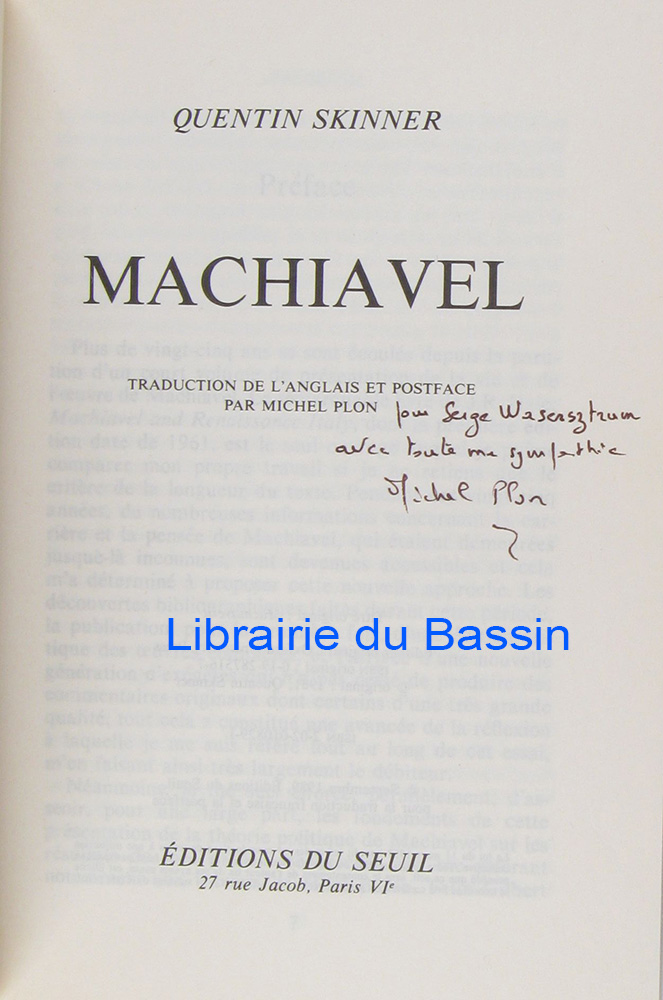 QUENTIN SKINNER
MACHIAVEL
TRADUCTION DE L'ANGLAIS ET POSTFACE
PAR MICHEL PLON
pour Serge
avec toute ma sympathie
Michel Plon
Librairie du Bassin
ÉDITIONS DU SEUIL
27 rue Jacob, Paris VIe